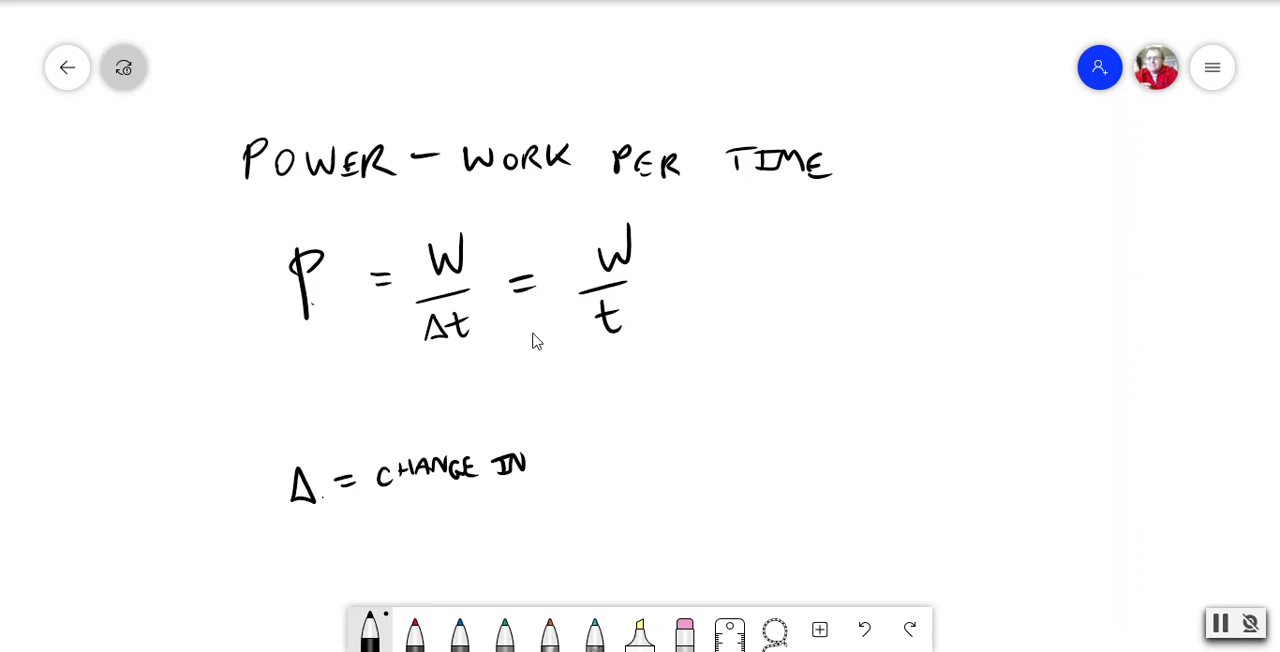 POWER – WORK PER TIME
P = W/Δt = W/t
Δ = CHANGE IN